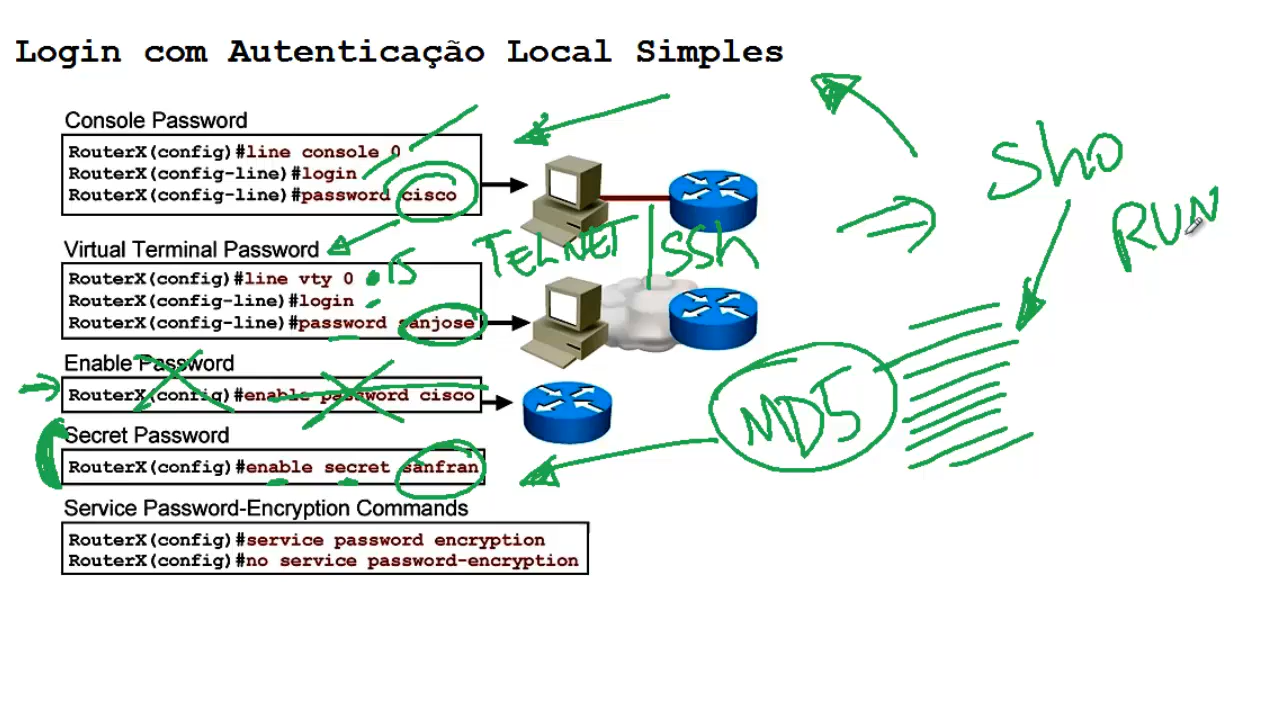 Login com Autenticação Local Simples
Console Password
RouterX(config)#line console 0
RouterX(config-line)#login
RouterX(config-line)#password cisco
Sho
RUN
Virtual Terminal Password
TELNET SSh
RouterX(config)#line vty 0 15
RouterX(config-line)#login
RouterX(config-line)#password sanjose
Enable Password
RouterX(config)#enable password cisco
MD5
Secret Password
RouterX(config)#enable secret sanfran
Service Password-Encryption Commands
RouterX(config)#service password encryption
RouterX(config)#no service password-encryption